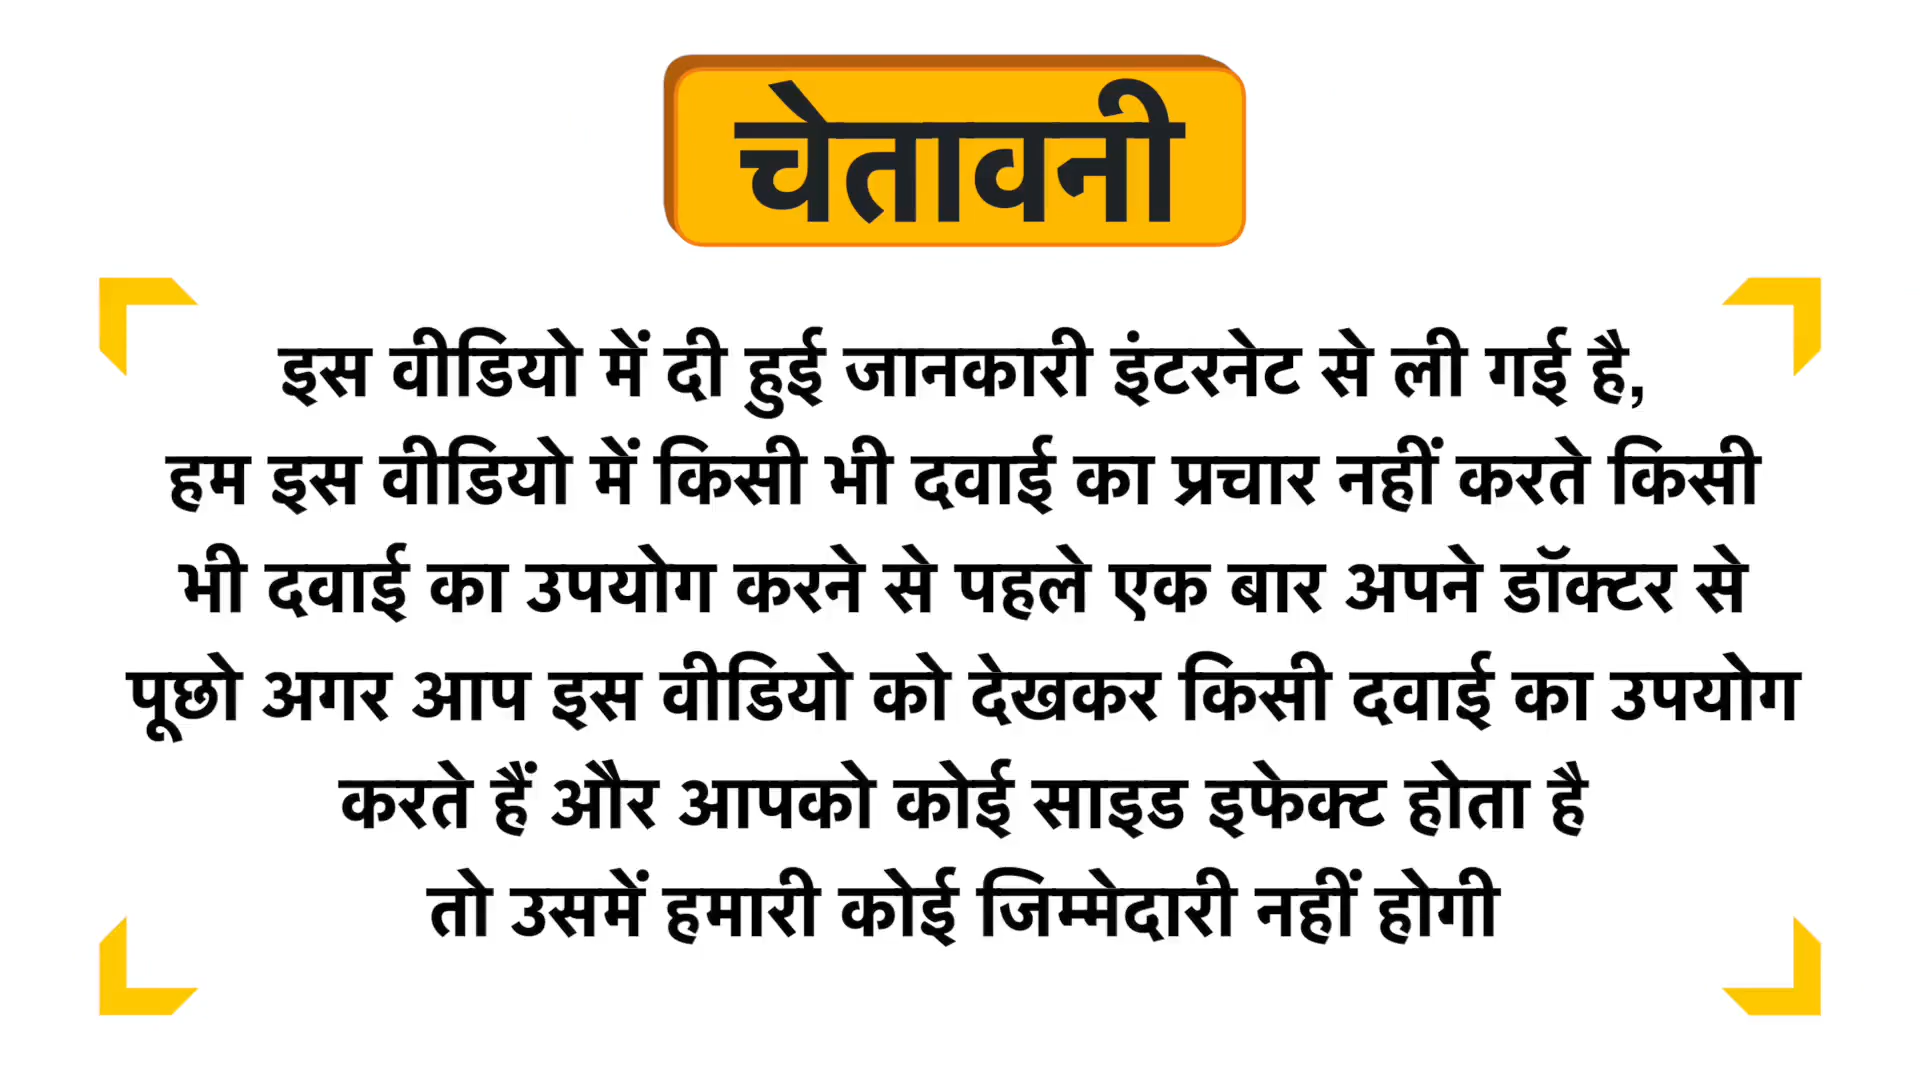 चेतावनी
इस वीडियो में दी हुई जानकारी इंटरनेट से ली गई है,
हम इस वीडियो में किसी भी दवाई का प्रचार नहीं करते किसी
भी दवाई का उपयोग करने से पहले एक बार अपने डॉक्टर से
पूछो अगर आप इस वीडियो को देखकर किसी दवाई का उपयोग
करते हैं और आपको कोई साइड इफेक्ट होता है
तो उसमें हमारी कोई जिम्मेदारी नहीं होगी